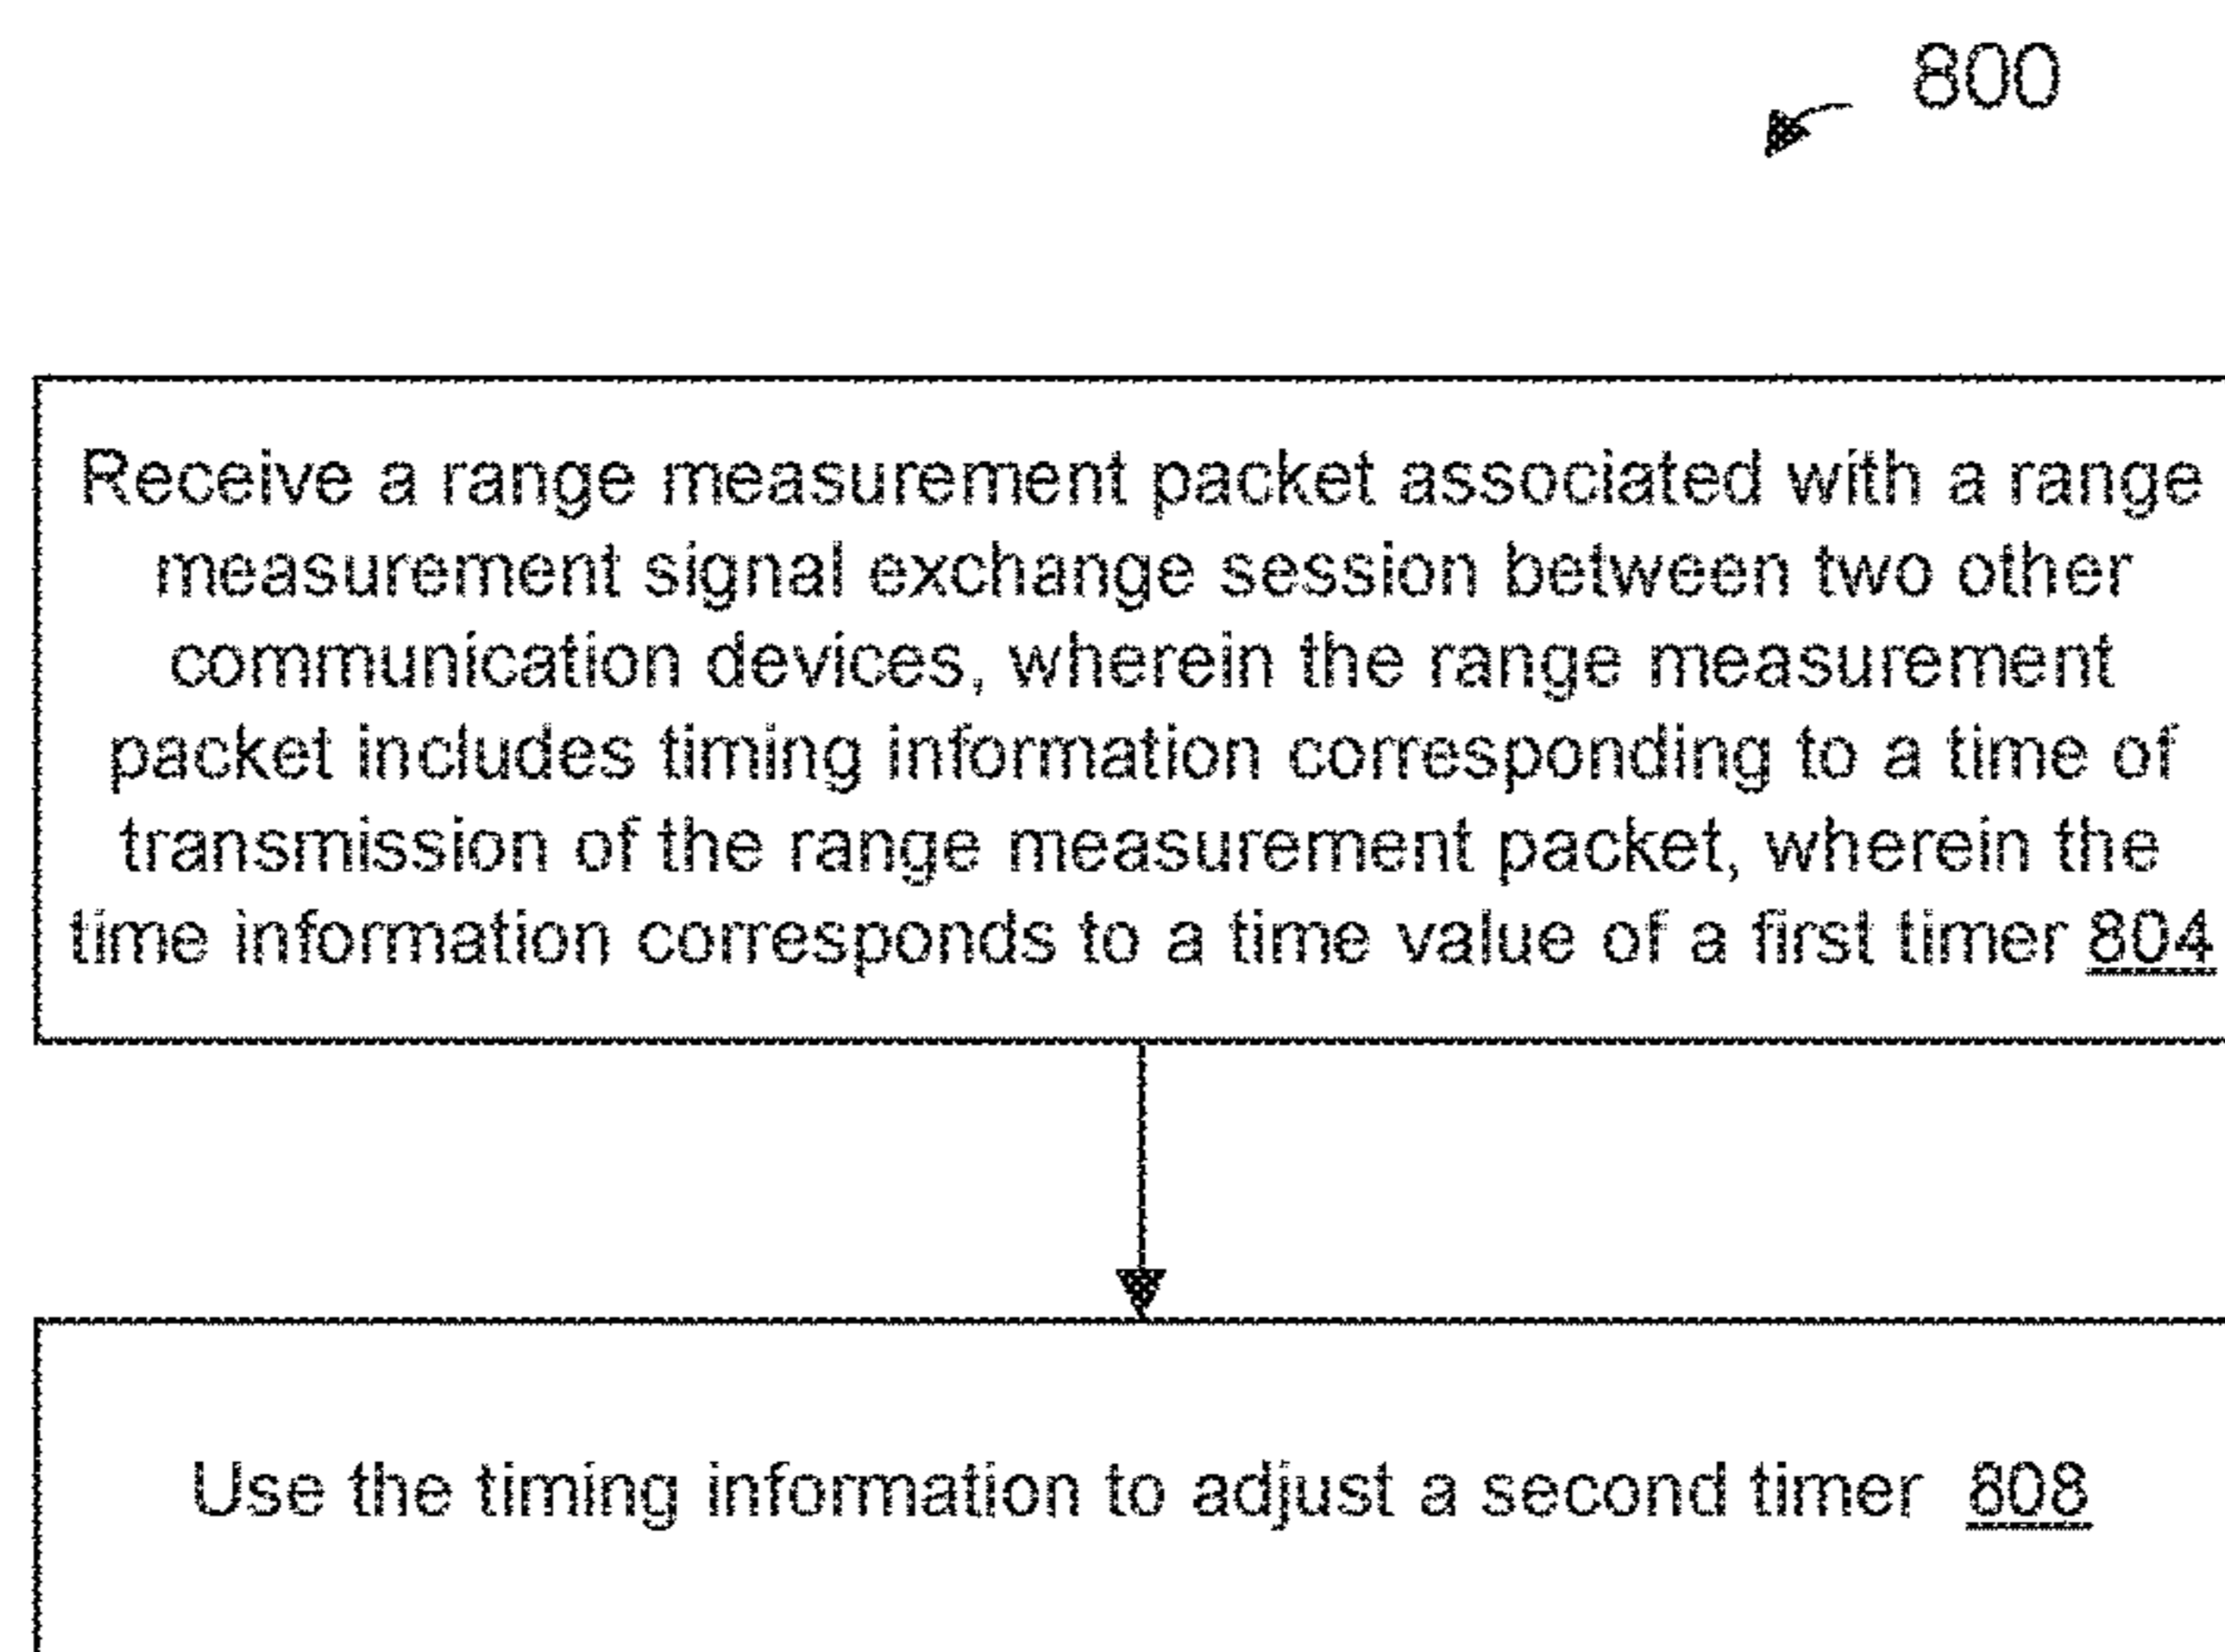 800
Receive a range measurement packet associated with a range
measurement signal exchange session between two other
communication devices, wherein the range measurement
packet includes timing information corresponding to a time of
transmission of the range measurement packet, wherein the
time information corresponds to a time value of a first timer 804
Use the timing information to adjust a second timer 808